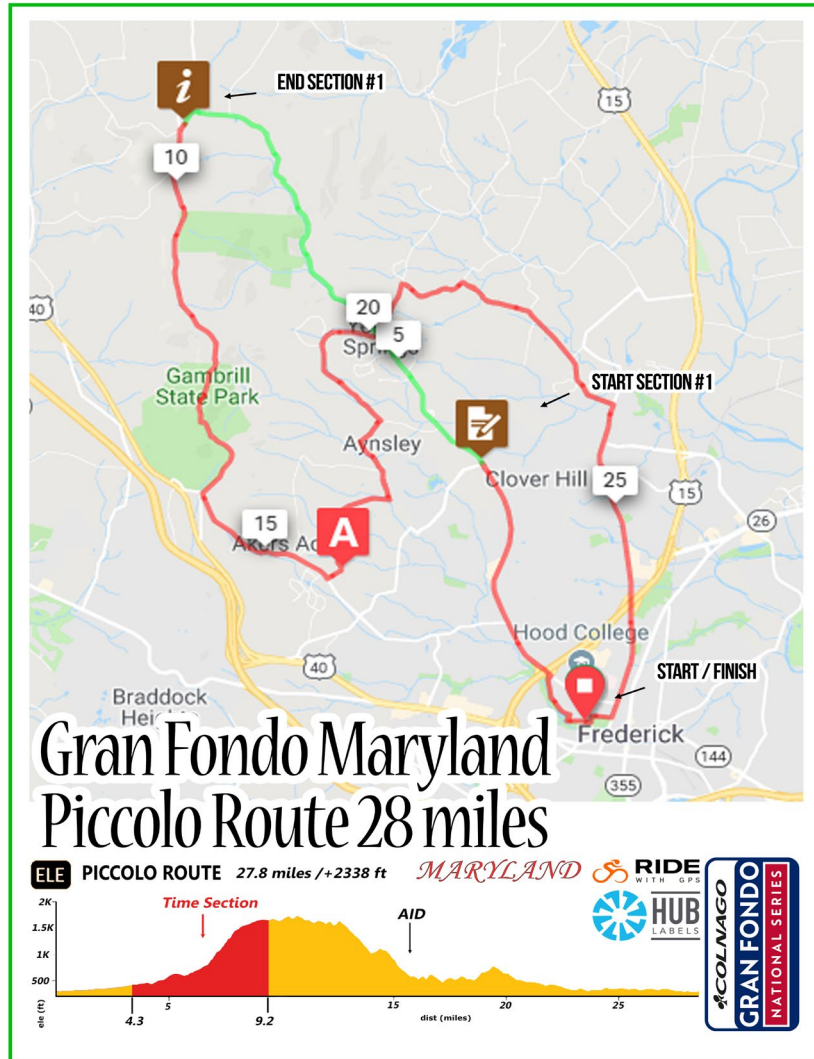 END SECTION #1
15
10
40
20
5
Springs
Gambrill
State Park
START SECTION #1
Aynsley
Clover Hill
25
15
26
15
A
Hood College
40
START / FINISH
Braddock
Frederick
144
355
Gran Fondo Maryland
Piccolo Route 28 miles
ELE PICCOLO ROUTE 27.8 miles /+2338 ft MARYLAND
RIDE
WITH GPS
HUB
LABELS
COLNAGO
GRAN FONDO
NATIONAL SERIES
Time Section
AID
2K
1.5K
1K
500
ele (ft)
5
15
20
25
4.3
9.2
dist (miles)